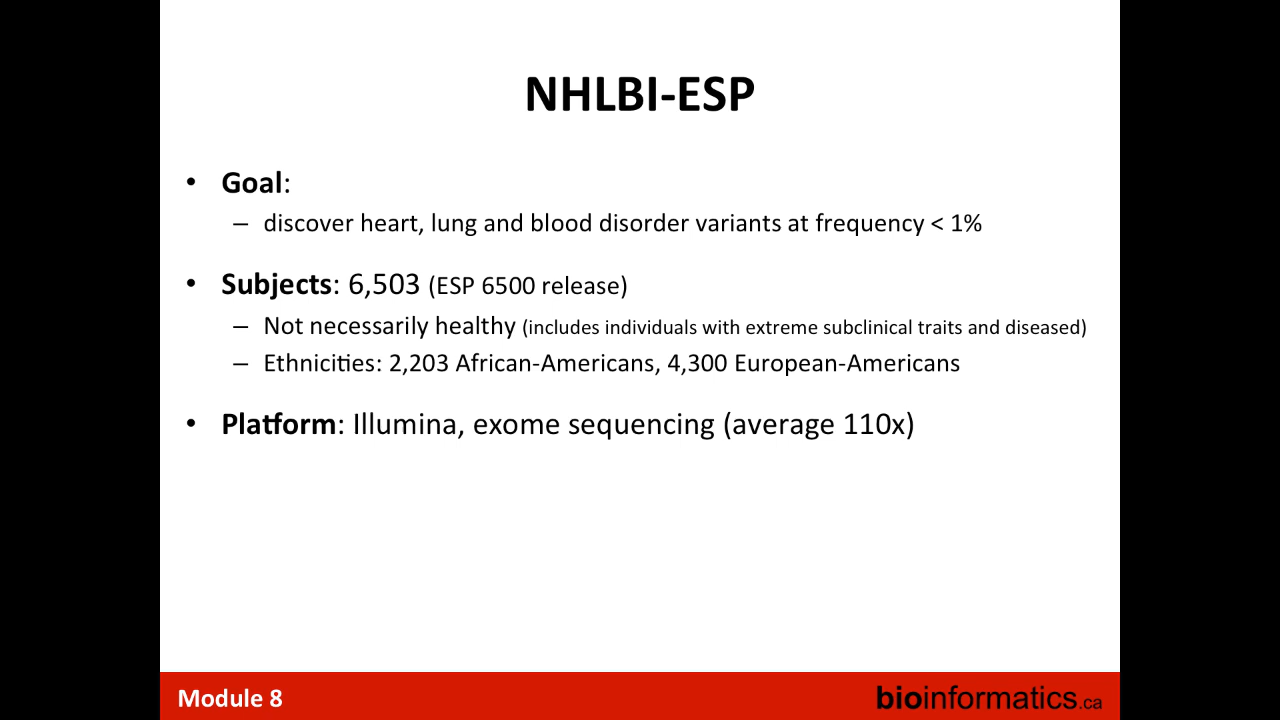 NHLBI-ESP
• Goal:
– discover heart, lung and blood disorder variants at frequency < 1%
• Subjects: 6,503 (ESP 6500 release)
– Not necessarily healthy (includes individuals with extreme subclinical traits and diseased)
– Ethnicities: 2,203 African-Americans, 4,300 European-Americans
• Platform: Illumina, exome sequencing (average 110x)
Module 8
bioinformatics.ca